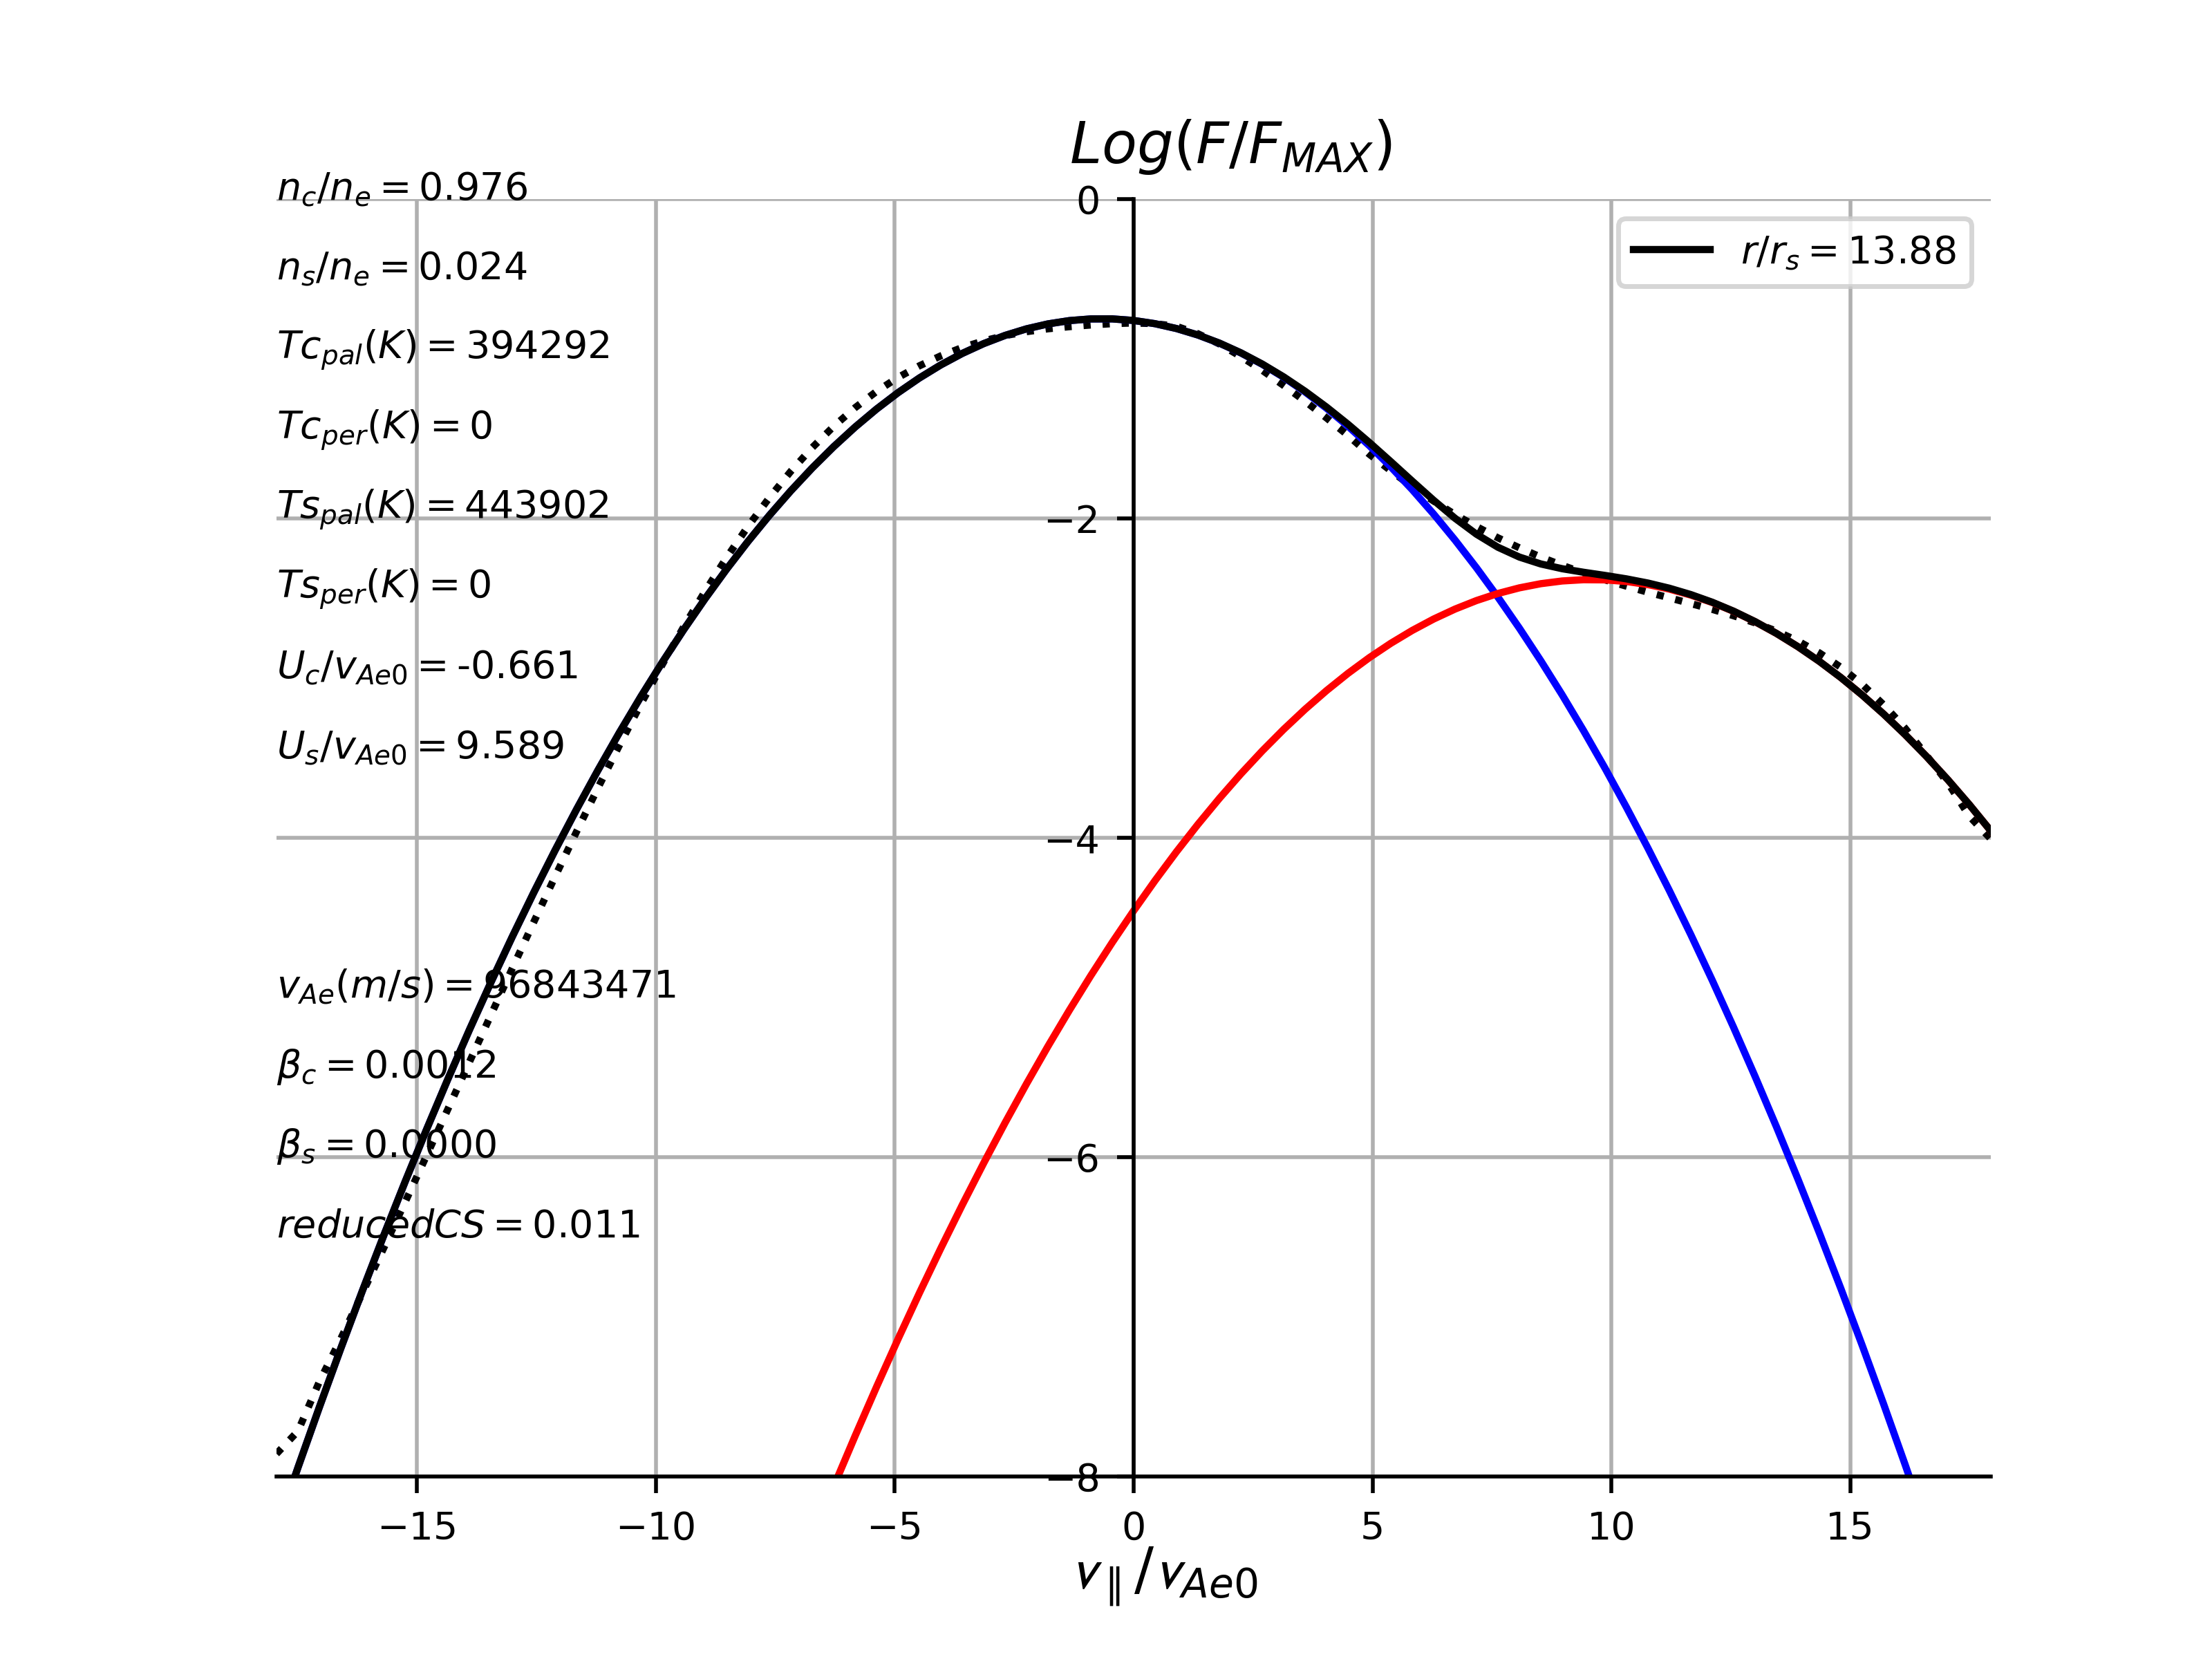 Log(F/F_MAX)
n_c/n_e = 0.976
n_s/n_e = 0.024
Tc_pal(K) = 394292
Tc_per(K) = 0
Ts_pal(K) = 443902
Ts_per(K) = 0
U_c/v_Ae0 = -0.661
U_s/v_Ae0 = 9.589
v_Ae(m/s) = 96843471
β_c = 0.0012
β_s = 0.0000
reducedCS = 0.011
r/r_s = 13.88
0
−2
−4
−6
−8
−15 −10 −5 0 5 10 15
v_∥/v_Ae0